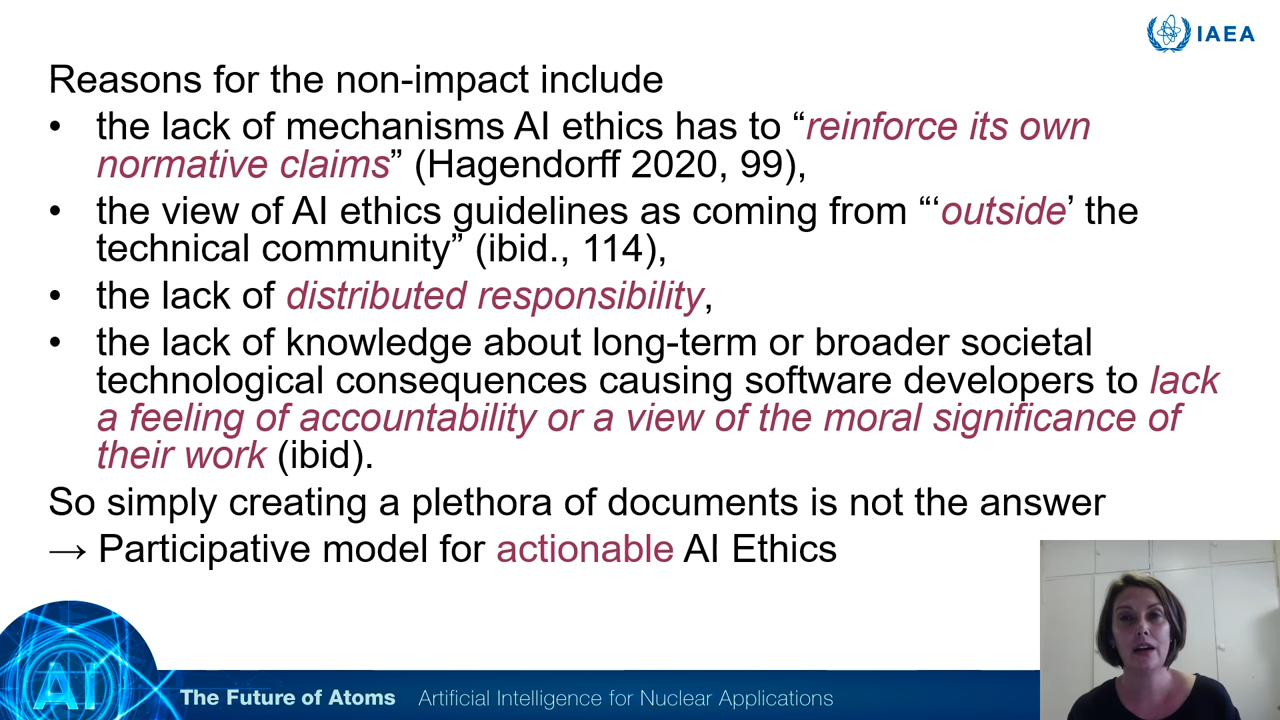 IAEA
Reasons for the non-impact include
• the lack of mechanisms AI ethics has to “reinforce its own
normative claims” (Hagendorff 2020, 99),
• the view of AI ethics guidelines as coming from “‘outside’ the
technical community” (ibid., 114),
• the lack of distributed responsibility,
• the lack of knowledge about long-term or broader societal
technological consequences causing software developers to lack
a feeling of accountability or a view of the moral significance of
their work (ibid).
So simply creating a plethora of documents is not the answer
→ Participative model for actionable AI Ethics
AI
The Future of Atoms Artificial Intelligence for Nuclear Applications